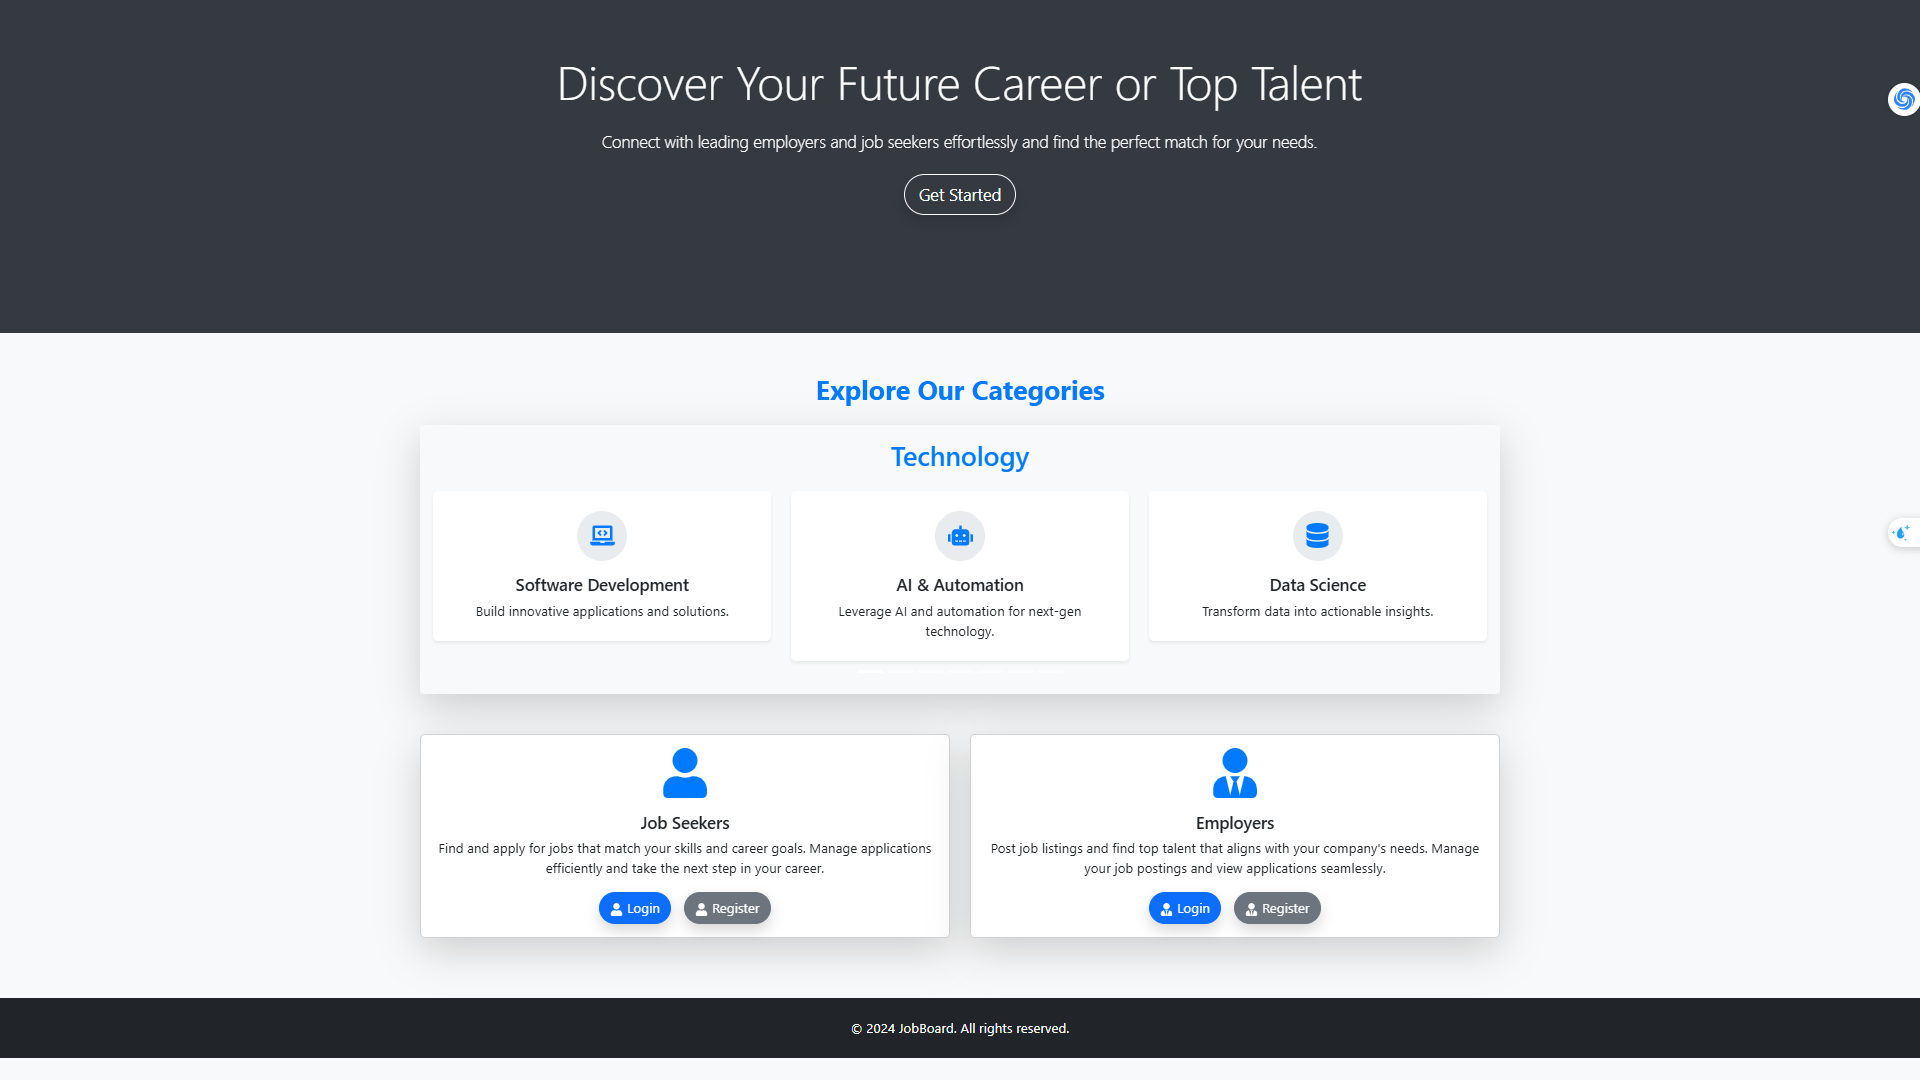 Discover Your Future Career or Top Talent
Connect with leading employers and job seekers effortlessly and find the perfect match for your needs.
Get Started
Explore Our Categories
Technology
Software Development
Build innovative applications and solutions.
AI & Automation
Leverage AI and automation for next-gen
technology.
Data Science
Transform data into actionable insights.
Job Seekers
Find and apply for jobs that match your skills and career goals. Manage applications
efficiently and take the next step in your career.
Login
Register
Employers
Post job listings and find top talent that aligns with your company's needs. Manage
your job postings and view applications seamlessly.
Login
Register
© 2024 JobBoard. All rights reserved.